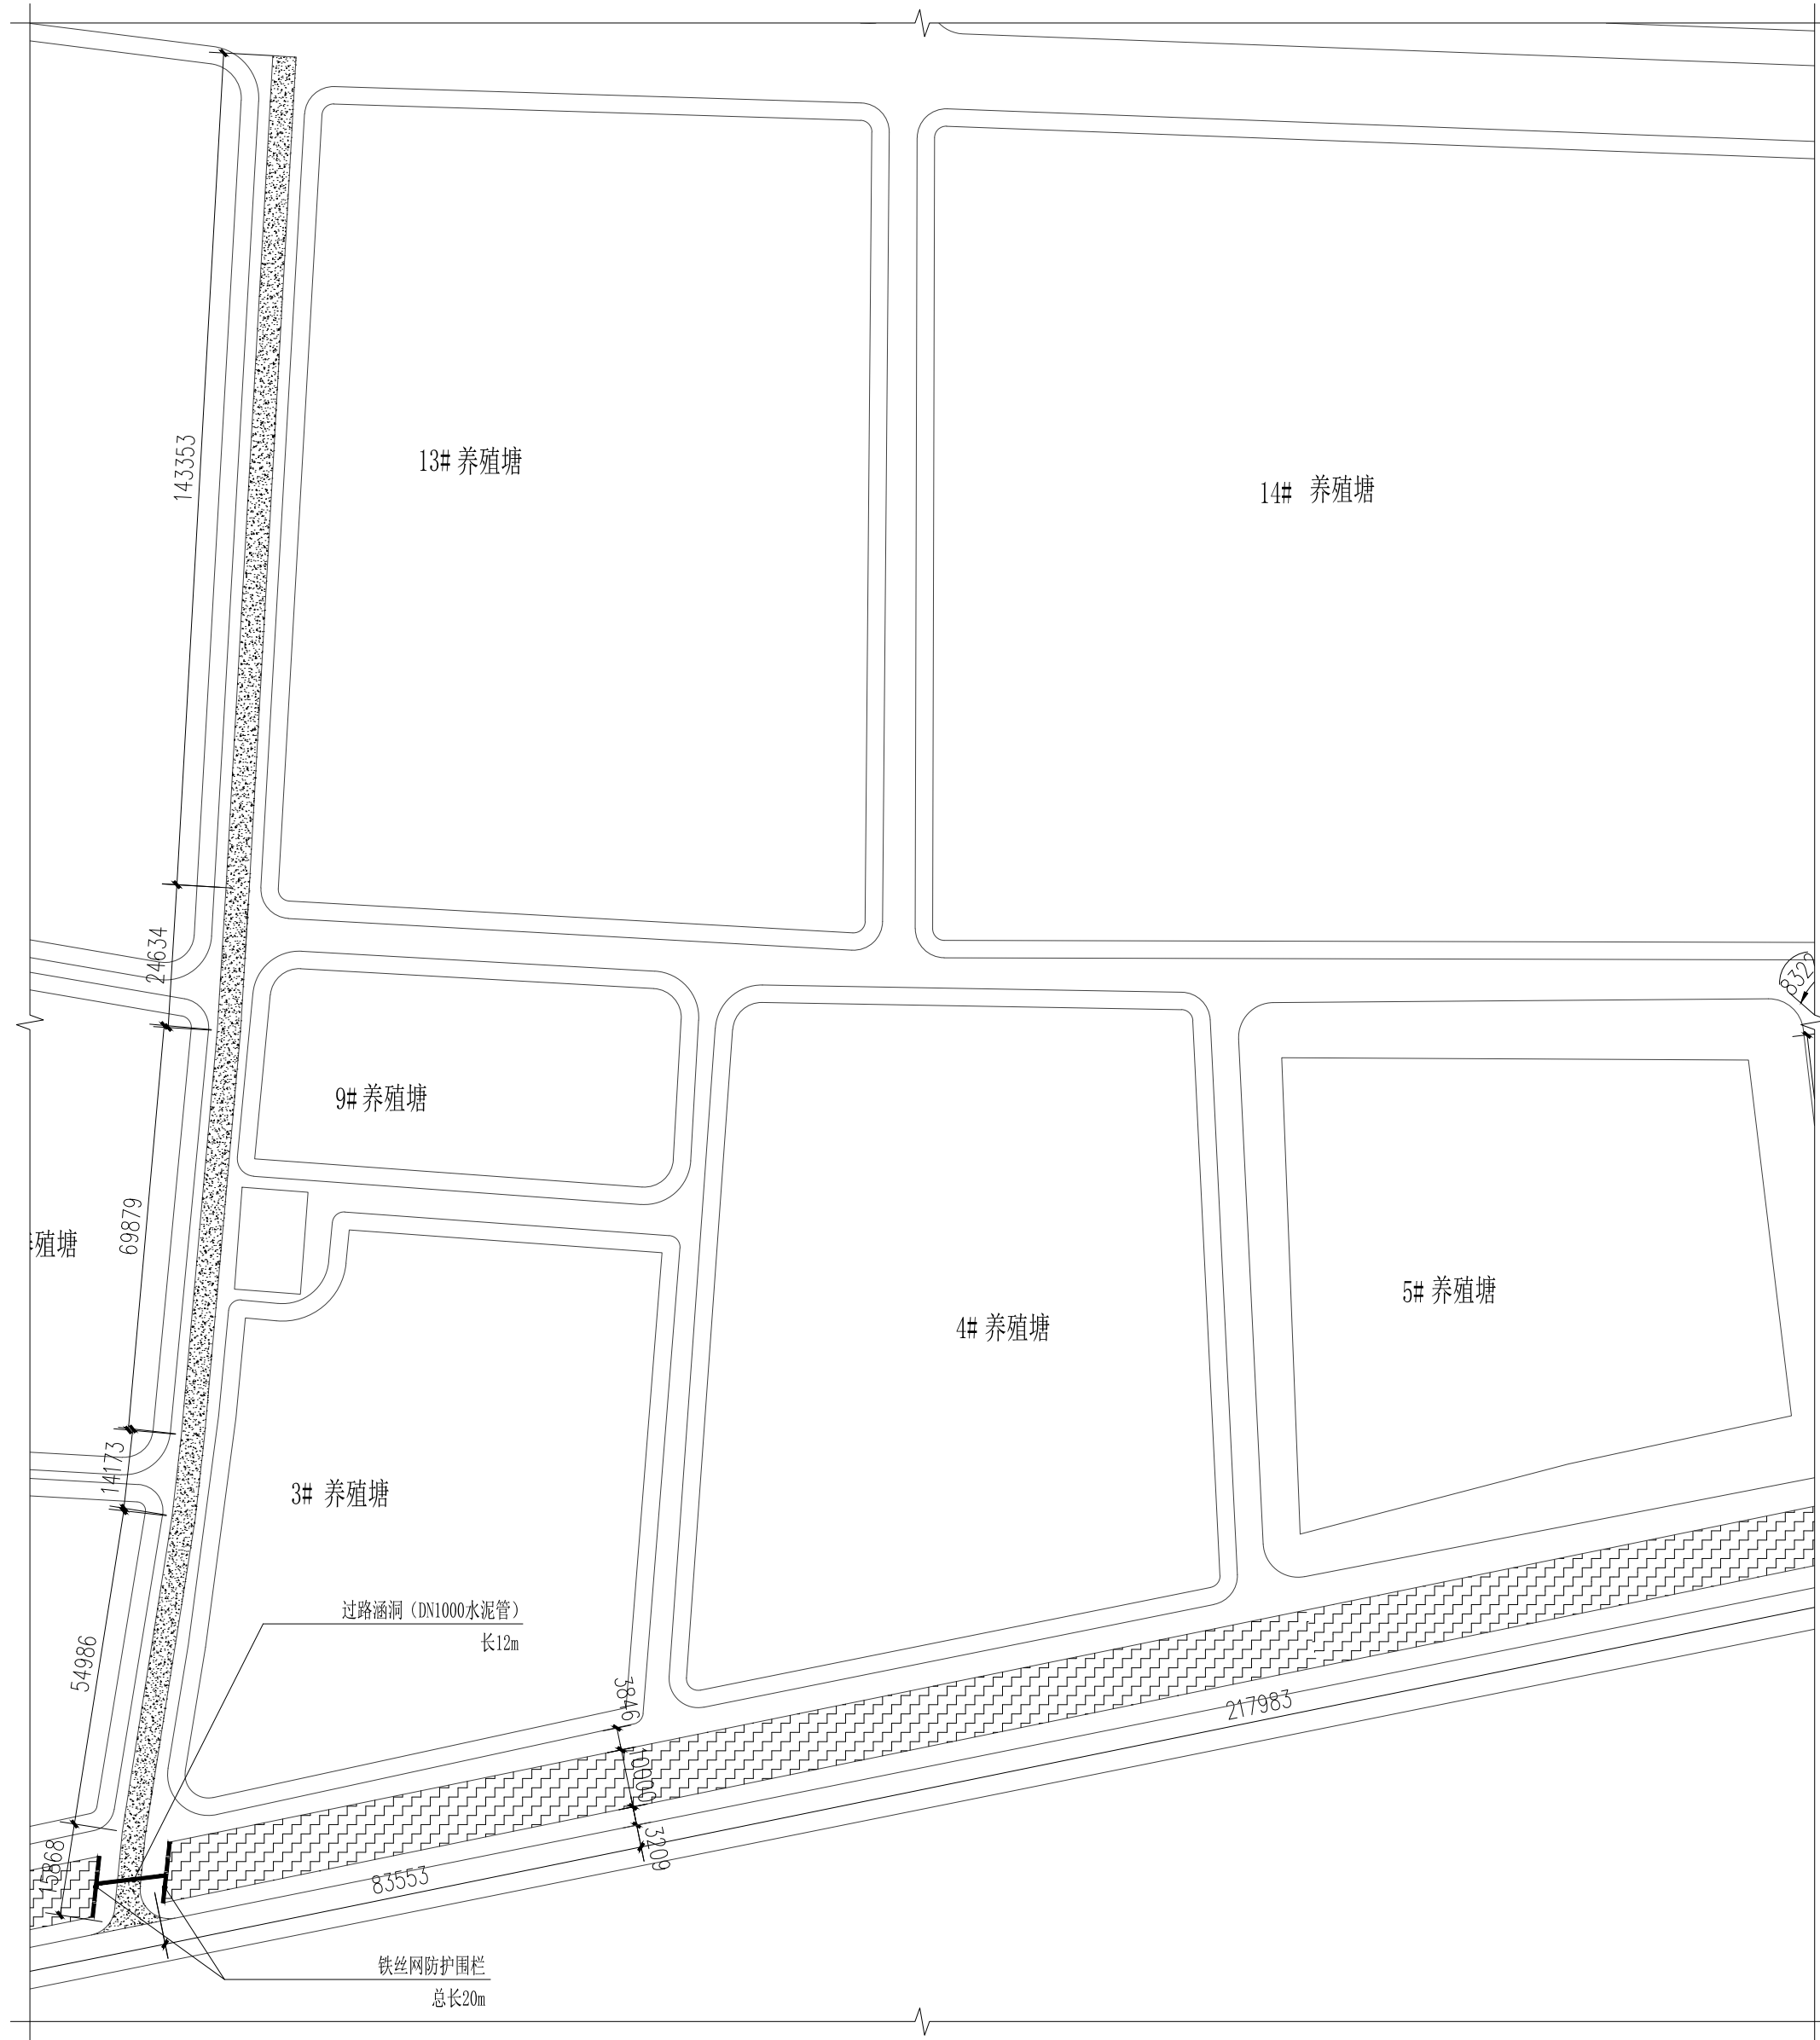 143353
13# 养殖塘
14# 养殖塘
24634
832
9# 养殖塘
69879
殖塘
5# 养殖塘
4# 养殖塘
14173
3# 养殖塘
过路涵洞（DN1000水泥管）
长12m
54986
3846
217983
10000
15868
3209
83553
铁丝网防护围栏
总长20m